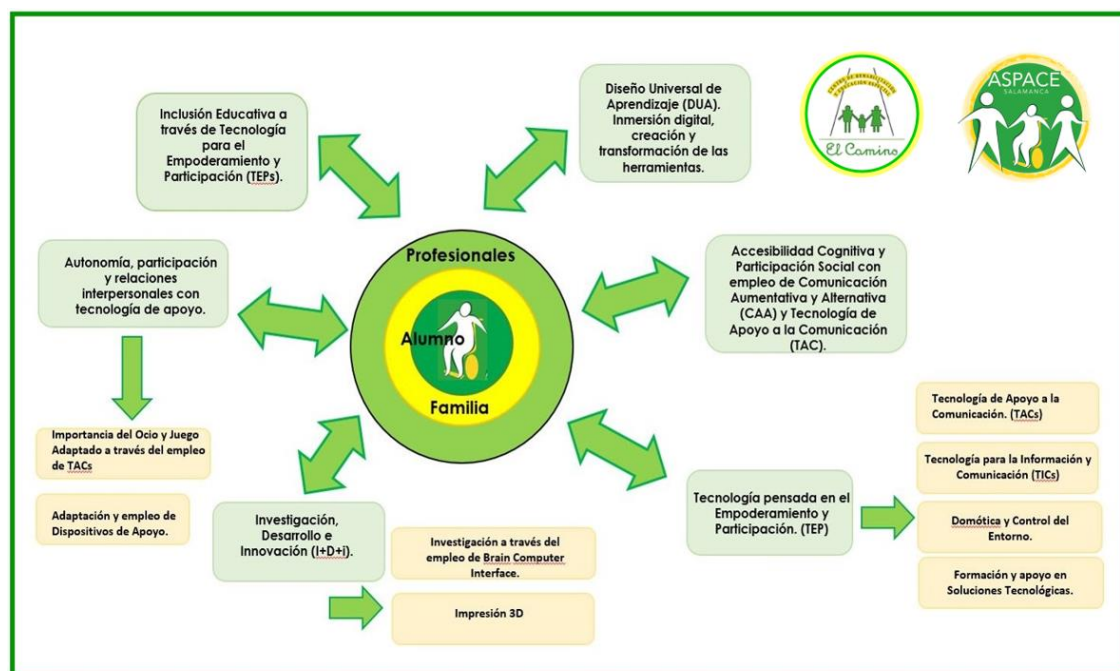 Inclusión Educativa a
través de Tecnología
para el
Empoderamiento y
Participación (TEPs).
Diseño Universal de
Aprendizaje (DUA).
Inmersión digital,
creación y
transformación de las
herramientas.
CENTRO DE REHABILITACIÓN
Y EDUCACIÓN ESPECIAL
El Camino
ASPACE
SALAMANCA
Autonomía, participación
y relaciones
interpersonales con
tecnología de apoyo.
Profesionales
Alumno
Familia
Accesibilidad Cognitiva y
Participación Social con
empleo de Comunicación
Aumentativa y Alternativa
(CAA) y Tecnología de
Apoyo a la Comunicación
(TAC).
Importancia del Ocio y Juego
Adaptado a través del empleo
de TACs
Adaptación y empleo de
Dispositivos de Apoyo.
Investigación,
Desarrollo e
Innovación (I+D+i).
Investigación a través del
empleo de Brain Computer
Interface.
Impresión 3D
Tecnología pensada en el
Empoderamiento y
Participación. (TEP)
Tecnología de Apoyo a la
Comunicación. (TACs)
Tecnología para la Información y
Comunicación (TICs)
Domótica y Control del
Entorno.
Formación y apoyo en
Soluciones Tecnológicas.